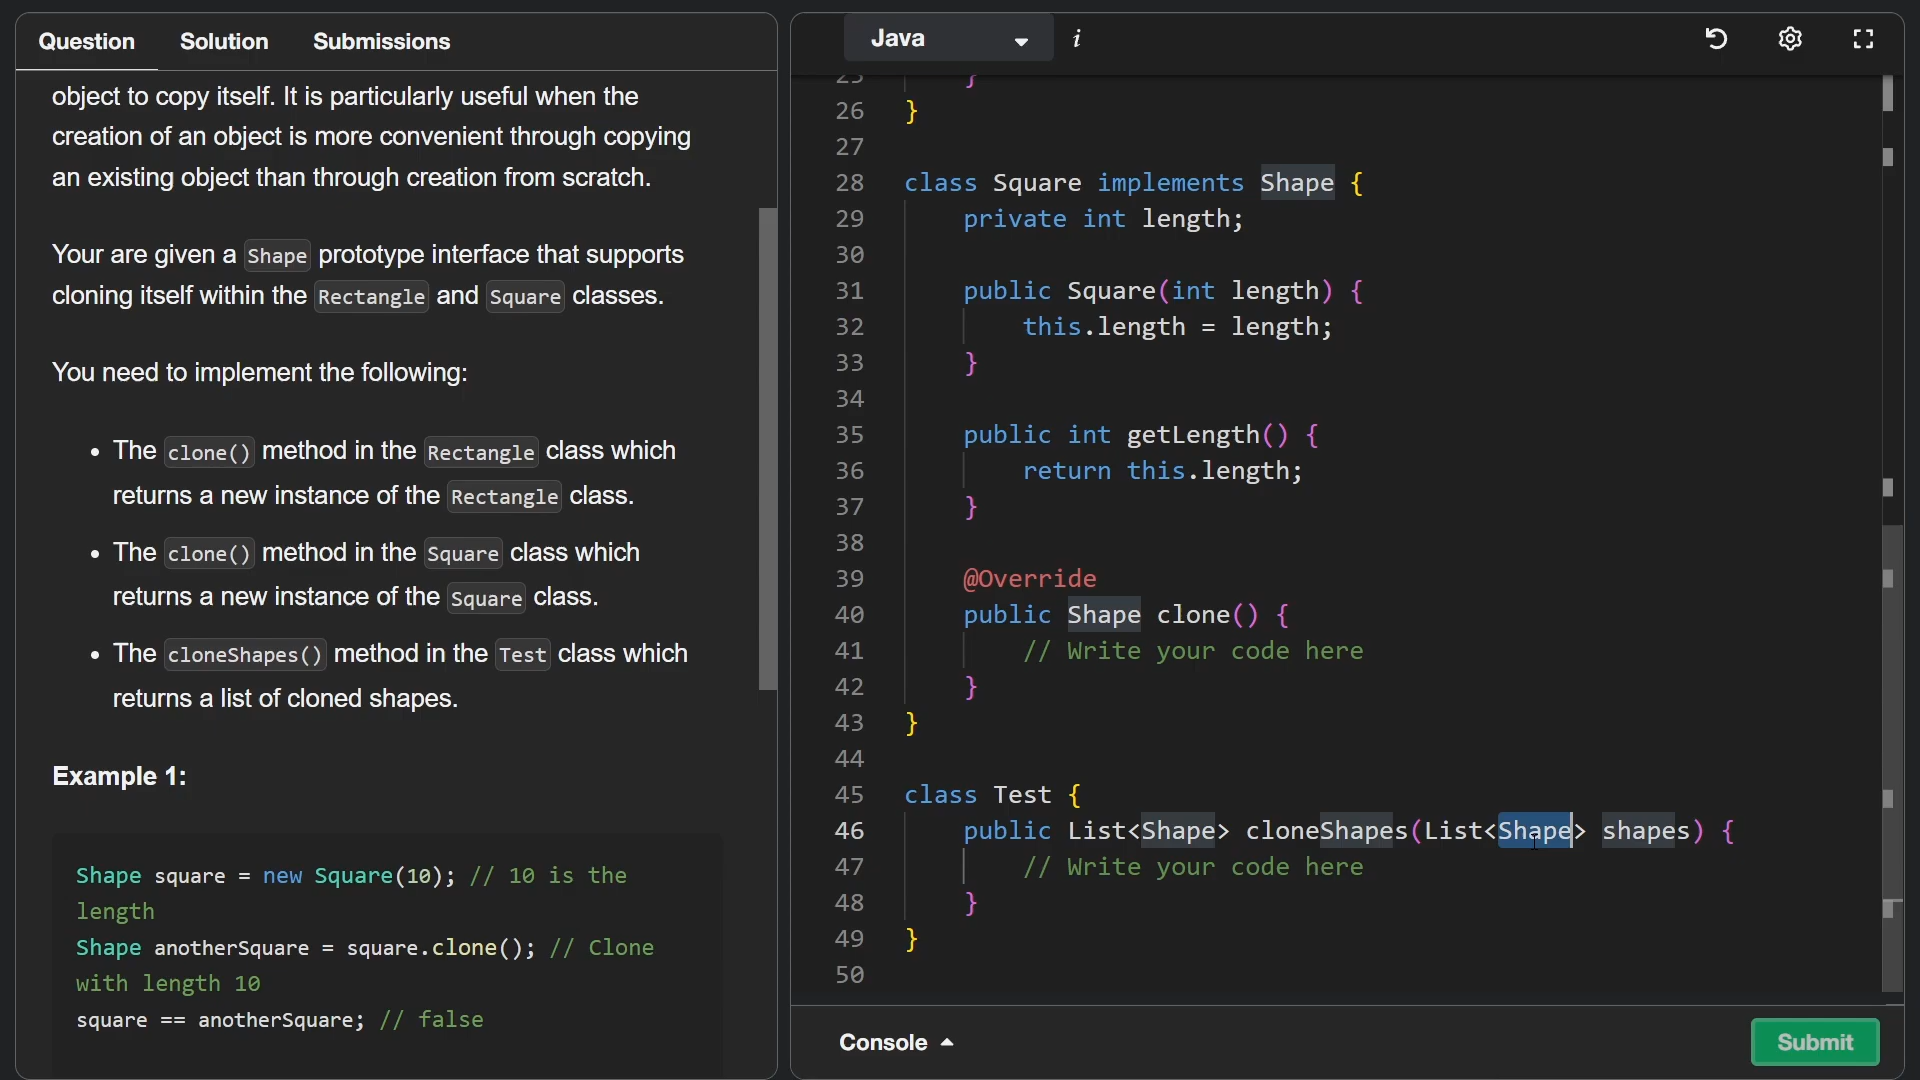 Question Solution Submissions
object to copy itself. It is particularly useful when the
creation of an object is more convenient through copying
an existing object than through creation from scratch.
Your are given a Shape prototype interface that supports
cloning itself within the Rectangle and Square classes.
You need to implement the following:
• The clone() method in the Rectangle class which
returns a new instance of the Rectangle class.
• The clone() method in the Square class which
returns a new instance of the Square class.
• The cloneShapes() method in the Test class which
returns a list of cloned shapes.
Example 1:
Shape square = new Square(10); // 10 is the
length
Shape anotherSquare = square.clone(); // Clone
with length 10
square == anotherSquare; // false
Java i
25 }
26 }
27
28 class Square implements Shape {
29 private int length;
30
31 public Square(int length) {
32 this.length = length;
33 }
34
35 public int getLength() {
36 return this.length;
37 }
38
39 @Override
40 public Shape clone() {
41 // Write your code here
42 }
43 }
44
45 class Test {
46 public List<Shape> cloneShapes(List<Shape> shapes) {
47 // Write your code here
48 }
49 }
50
Console
Submit